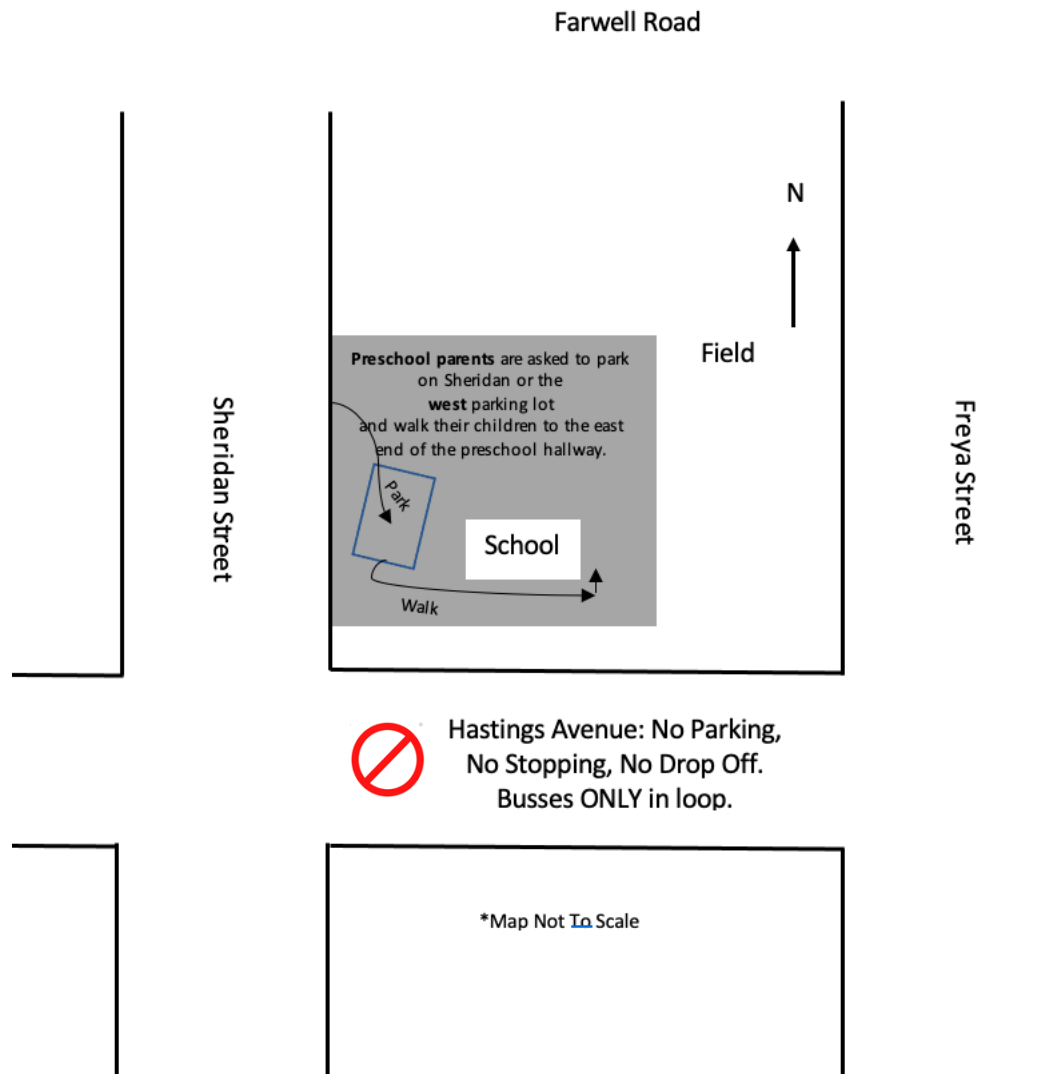 Farwell Road
N
Field
Preschool parents are asked to park
on Sheridan or the
west parking lot
and walk their children to the east
end of the preschool hallway.
Sheridan Street
Freya Street
Park
School
Walk
Hastings Avenue: No Parking,
No Stopping, No Drop Off.
Busses ONLY in loop.
*Map Not To Scale